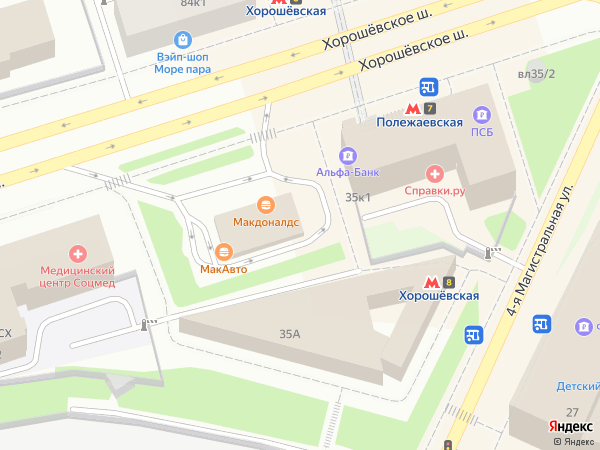 84к1
Хорошёвская
Хорошёвское ш.
Хорошёвское ш.
Вэйп-шоп
Море пара
вл35/2
7
Полежаевская
ПСБ
Альфа-Банк
Справки.ру
35к1
Макдоналдс
МакАвто
Медицинский
центр Соцмед
4-я Магистральная ул.
8
Хорошёвская
35А
Детский
27
Яндекс
© Яндекс